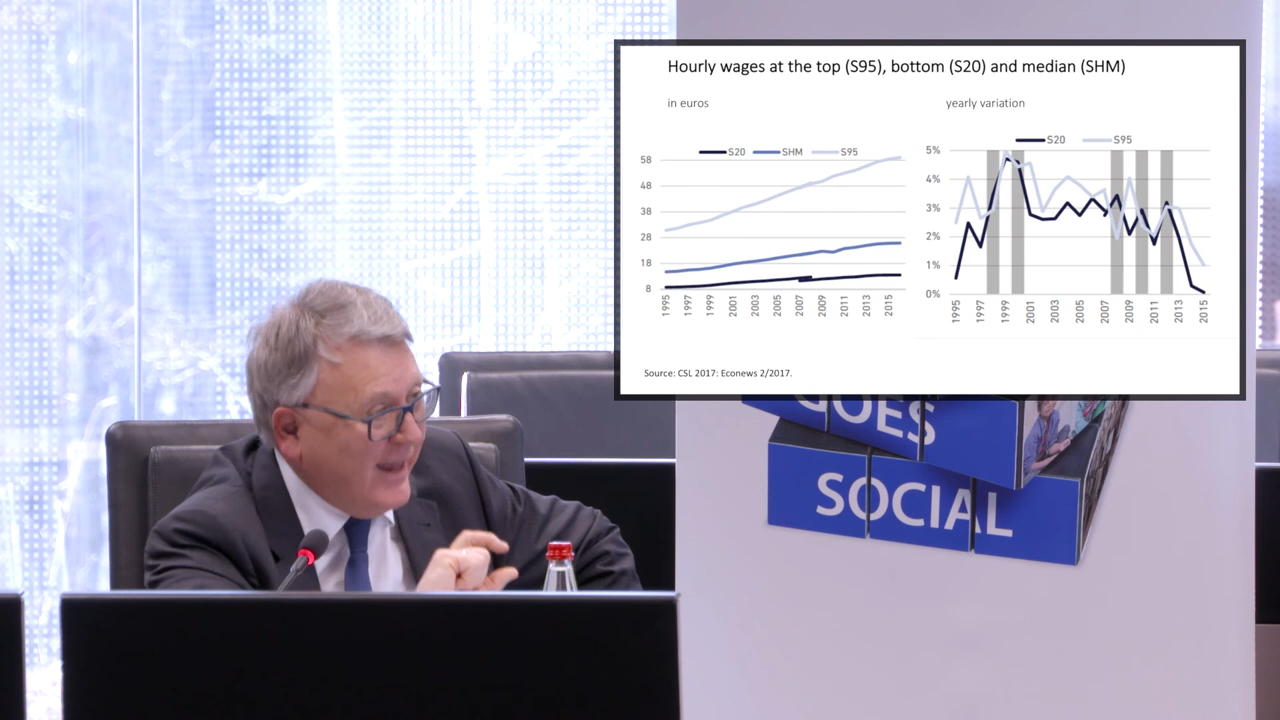 Hourly wages at the top (S95), bottom (S20) and median (SHM)
in euros
yearly variation
S20 SHM S95
58
48
38
28
18
8
1995 1997 1999 2001 2003 2005 2007 2009 2011 2013 2015
S20 S95
5%
4%
3%
2%
1%
0%
1995 1997 1999 2001 2003 2005 2007 2009 2011 2013 2015
Source: CSL 2017: Econews 2/2017.
GOES
SOCIAL